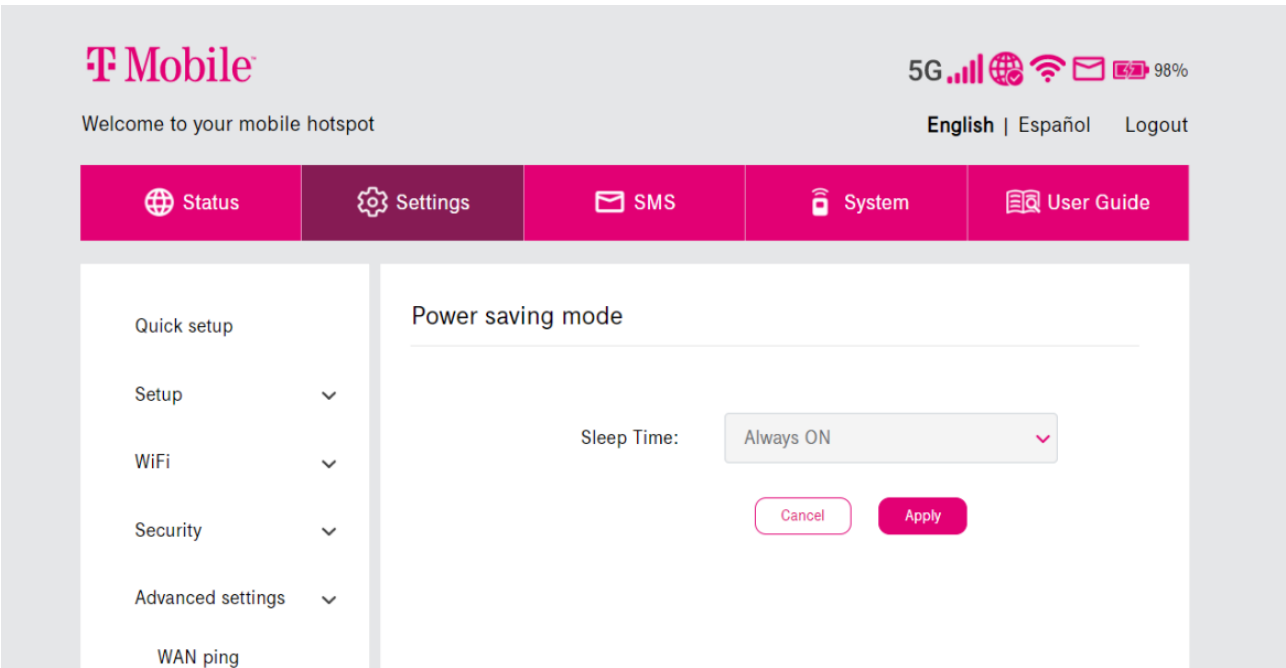 T Mobile™
5G 98%
Welcome to your mobile hotspot
English | Español Logout
Status Settings SMS System User Guide
Quick setup
Setup
WiFi
Security
Advanced settings
WAN ping
Power saving mode
Sleep Time: Always ON
Cancel Apply